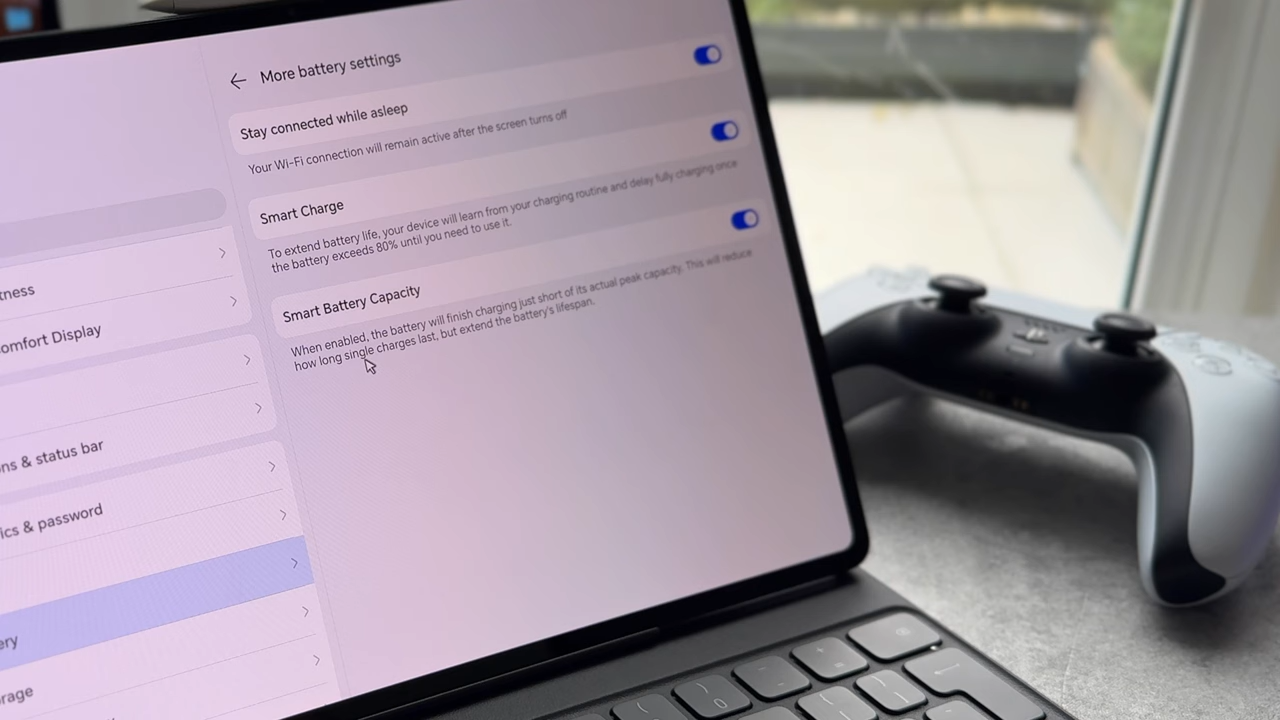 More battery settings
Stay connected while asleep
Your Wi-Fi connection will remain active after the screen turns off
Smart Charge
To extend battery life, your device will learn from your charging routine and delay fully charging once
the battery exceeds 80% until you need to use it.
Smart Battery Capacity
When enabled, the battery will finish charging just short of its actual peak capacity. This will reduce
how long single charges last, but extend the battery's lifespan.
tness
omfort Display
ns & status bar
ics & password
ery
rage